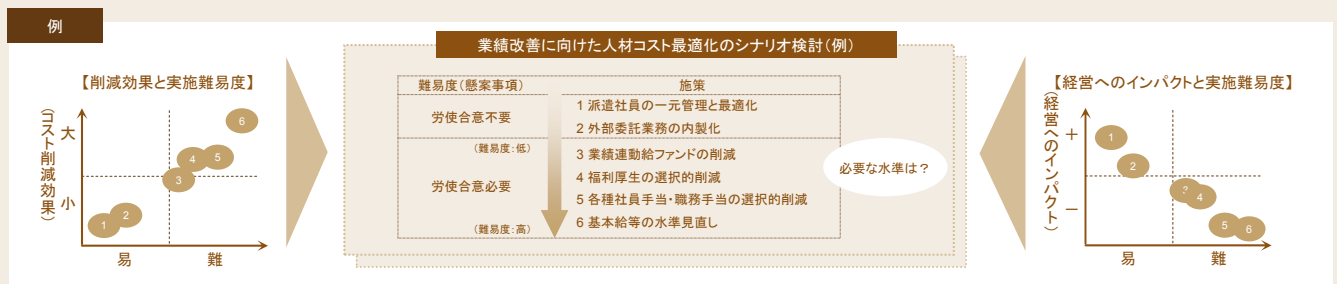 例
業績改善に向けた人材コスト最適化のシナリオ検討(例)
【削減効果と実施難易度】
(コスト削減効果)
大
小
1
2
3
4
5
6
易
難
難易度(懸案事項)
施策
労使合意不要
1 派遣社員の一元管理と最適化
2 外部委託業務の内製化
(難易度:低)
労使合意必要
3 業績連動給ファンドの削減
4 福利厚生の選択的削減
5 各種社員手当・職務手当の選択的削減
6 基本給等の水準見直し
(難易度:高)
必要な水準は?
【経営へのインパクトと実施難易度】
(経営へのインパクト)
+
−
1
2
3
4
5
6
易
難